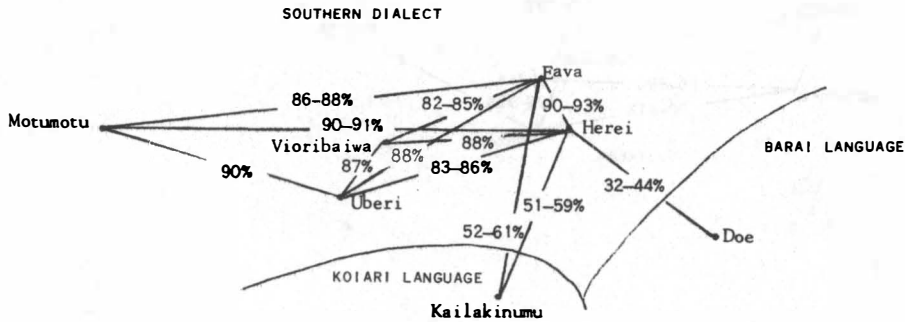 SOUTHERN DIALECT
Eava
86–88%
82–85%
90–93%
Motumotu
90–91%
Herei
Vioribaiwa
88%
BARAI LANGUAGE
87%
88%
83–86%
90%
32–44%
Uberi
51–59%
52–61%
Doe
KOIARI LANGUAGE
Kailakinumu